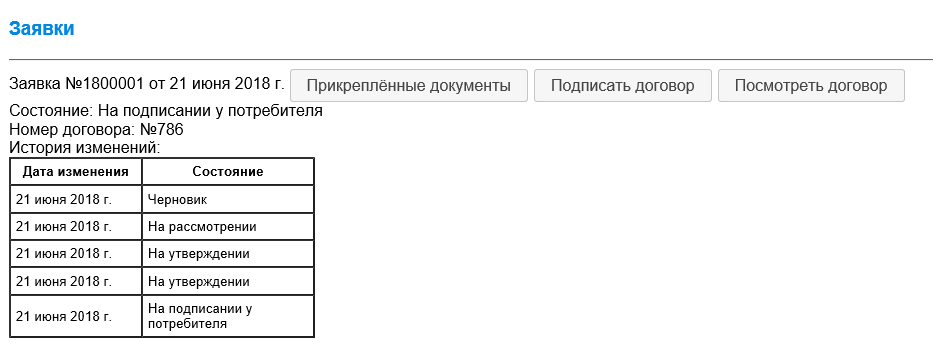 Заявки
Заявка №1800001 от 21 июня 2018 г. Прикреплённые документы Подписать договор Посмотреть договор
Состояние: На подписании у потребителя
Номер договора: №786
История изменений:
Дата изменения Состояние
21 июня 2018 г. Черновик
21 июня 2018 г. На рассмотрении
21 июня 2018 г. На утверждении
21 июня 2018 г. На утверждении
21 июня 2018 г. На подписании у
потребителя